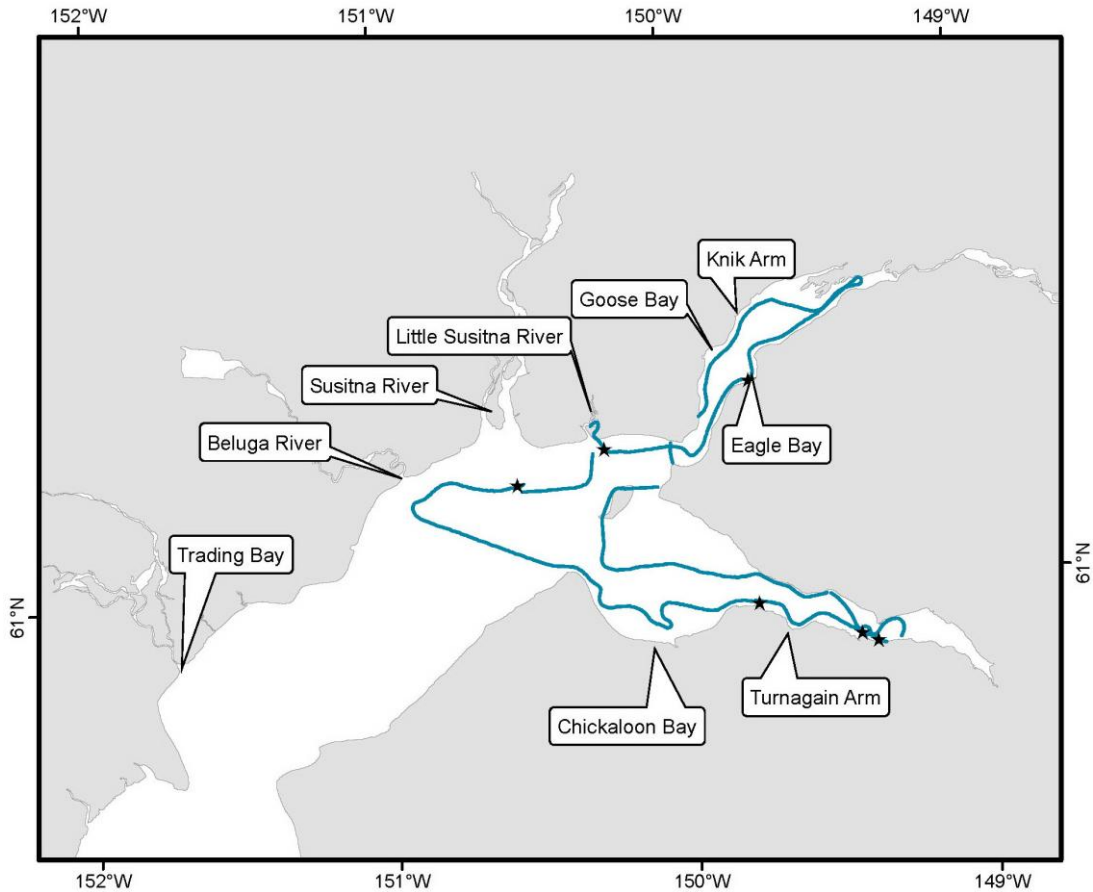 152°W 151°W 150°W 149°W
Knik Arm
Goose Bay
Little Susitna River
Susitna River
Beluga River
Eagle Bay
Trading Bay
61°N
61°N
Turnagain Arm
Chickaloon Bay
152°W 151°W 150°W 149°W